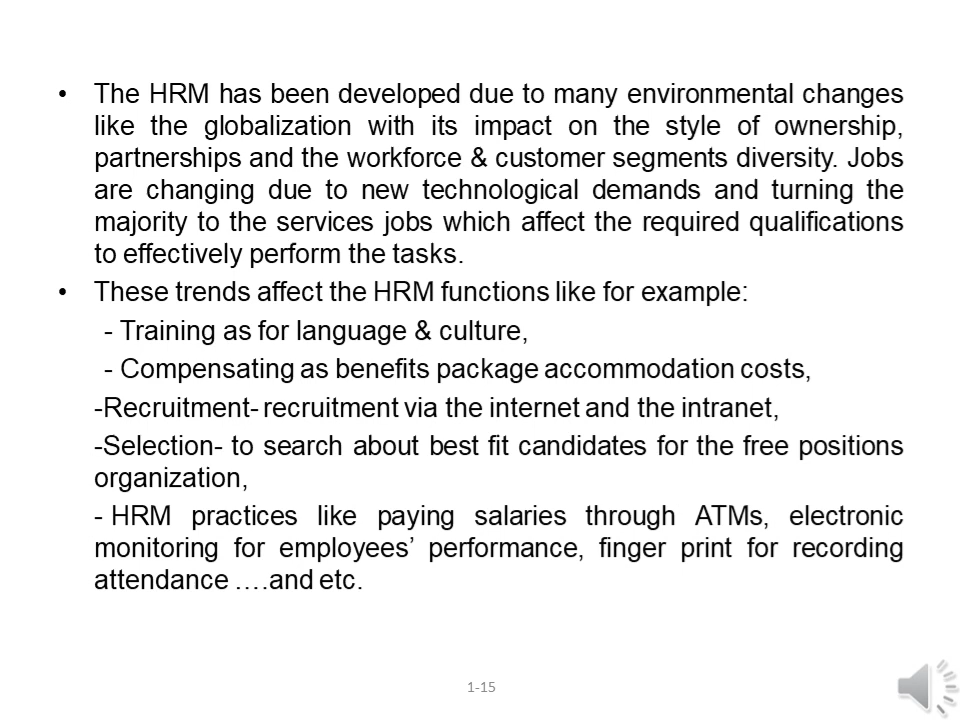 • The HRM has been developed due to many environmental changes
like the globalization with its impact on the style of ownership,
partnerships and the workforce & customer segments diversity. Jobs
are changing due to new technological demands and turning the
majority to the services jobs which affect the required qualifications
to effectively perform the tasks.
• These trends affect the HRM functions like for example:
- Training as for language & culture,
- Compensating as benefits package accommodation costs,
-Recruitment- recruitment via the internet and the intranet,
-Selection- to search about best fit candidates for the free positions
organization,
- HRM practices like paying salaries through ATMs, electronic
monitoring for employees’ performance, finger print for recording
attendance ….and etc.
1-15